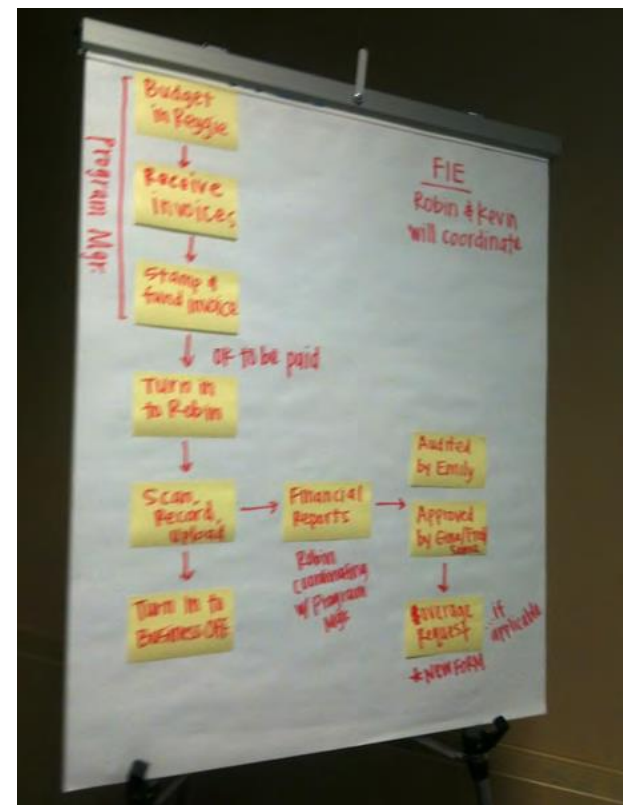 Program Mgr.
Budget
in Reggie
Receive
invoices
Stamp &
fund invoice
ok to be paid
Turn in
to Robin
Scan,
Record,
Upload
Turn in to
Business Off.
Financial
Reports
Robin
Coordinating
w/ Program
Mgr
FIE
Robin & Kevin
will coordinate
Audited
by Emily
Approved
by
Request
if
applicable
*NEW FORM